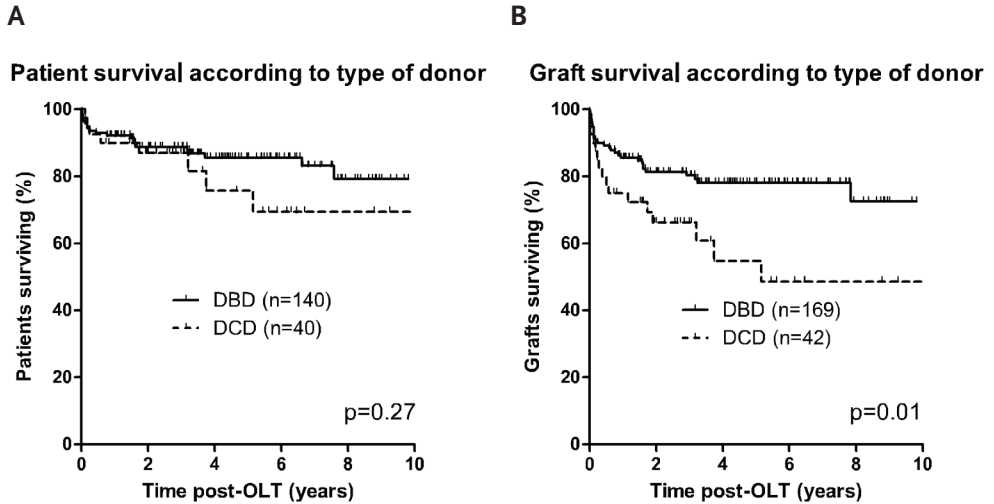 A
Patient survival according to type of donor
Patients surviving (%)
100
80
60
40
20
0
DBD (n=140)
DCD (n=40)
p=0.27
0 2 4 6 8 10
Time post-OLT (years)
B
Graft survival according to type of donor
Grafts surviving (%)
100
80
60
40
20
0
DBD (n=169)
DCD (n=42)
p=0.01
0 2 4 6 8 10
Time post-OLT (years)